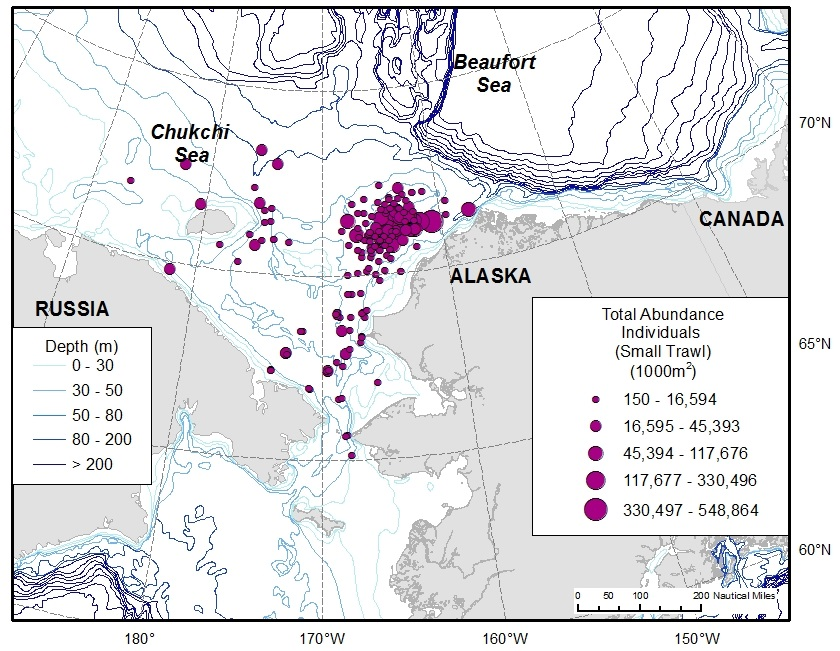 Beaufort
Sea
Chukchi
Sea
70°N
CANADA
ALASKA
RUSSIA
Total Abundance
Individuals
(Small Trawl)
(1000m²)
150 - 16,594
16,595 - 45,393
45,394 - 117,676
117,677 - 330,496
330,497 - 548,864
Depth (m)
0 - 30
30 - 50
50 - 80
80 - 200
> 200
65°N
60°N
0 50 100 200 Nautical Miles
180° 170°W 160°W 150°W